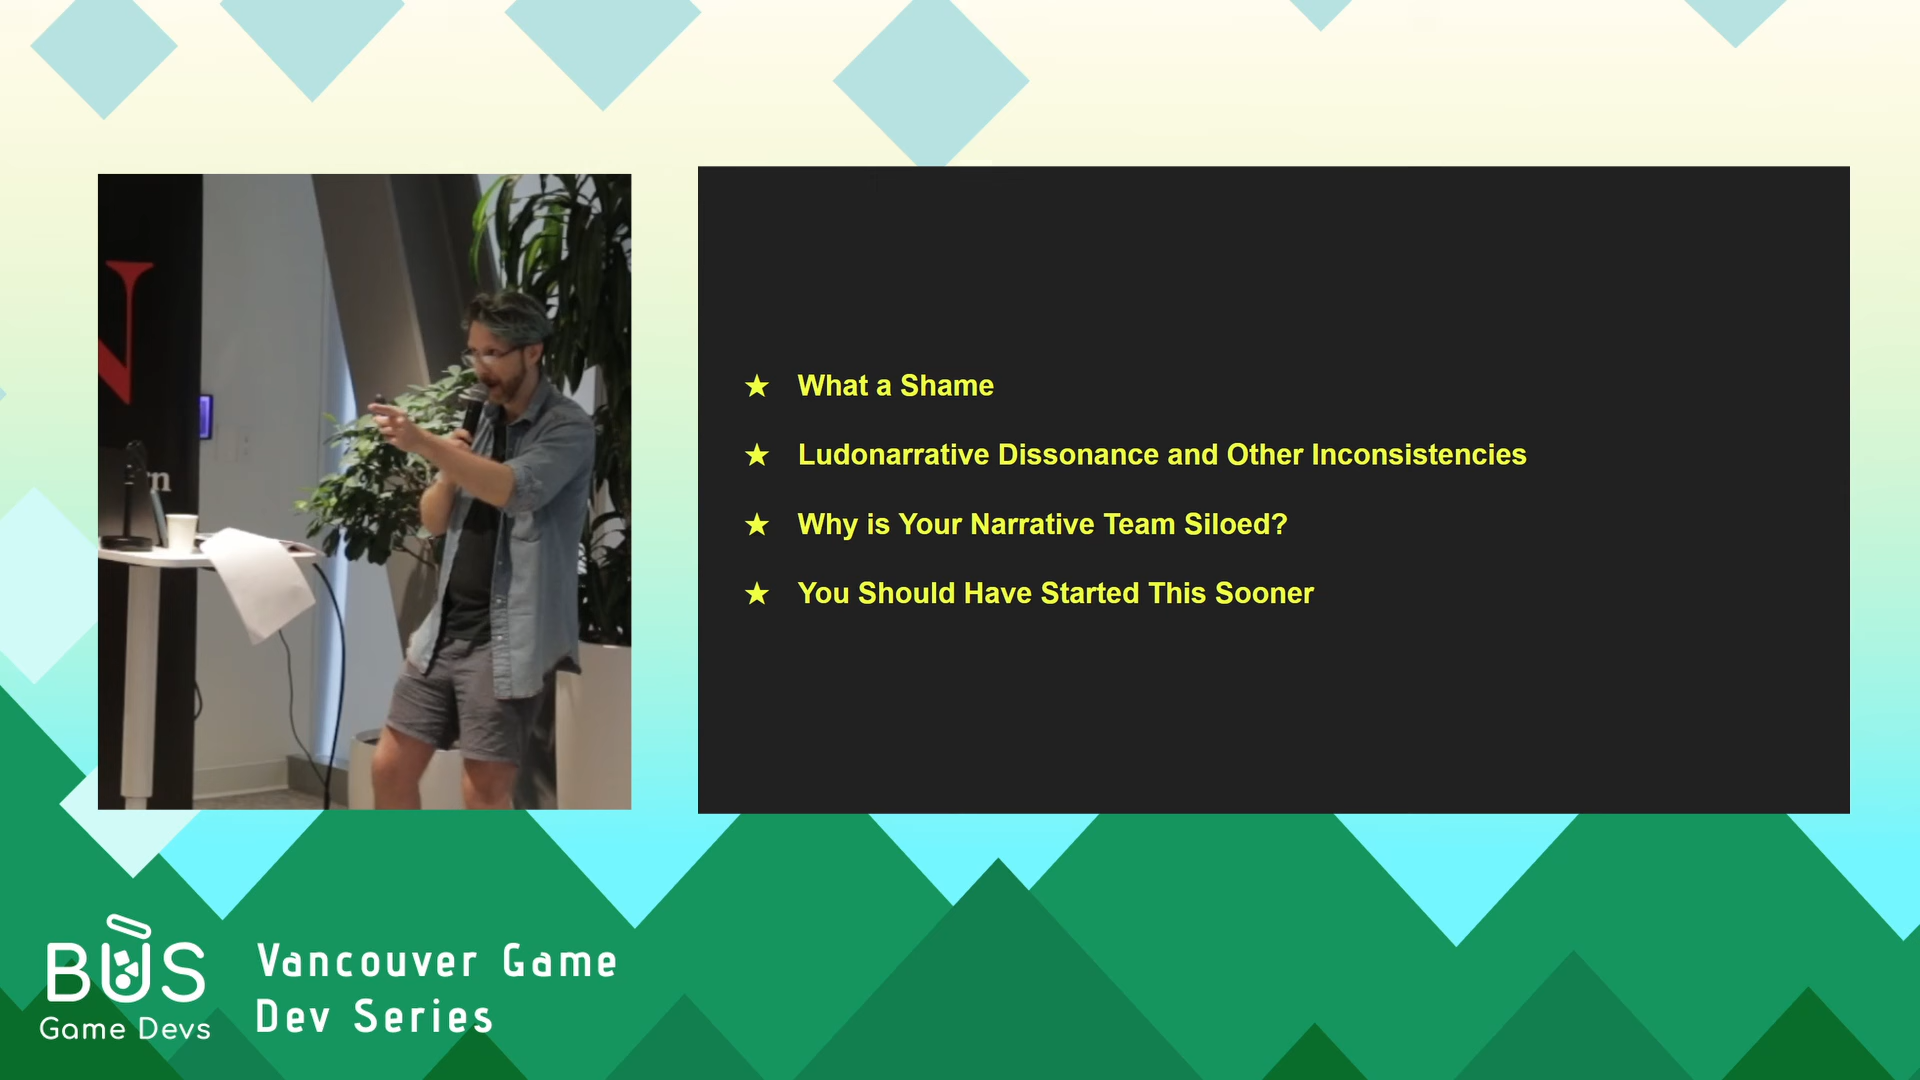 N
rn
★ What a Shame
★ Ludonarrative Dissonance and Other Inconsistencies
★ Why is Your Narrative Team Siloed?
★ You Should Have Started This Sooner
BUS
Game Devs
Vancouver Game
Dev Series